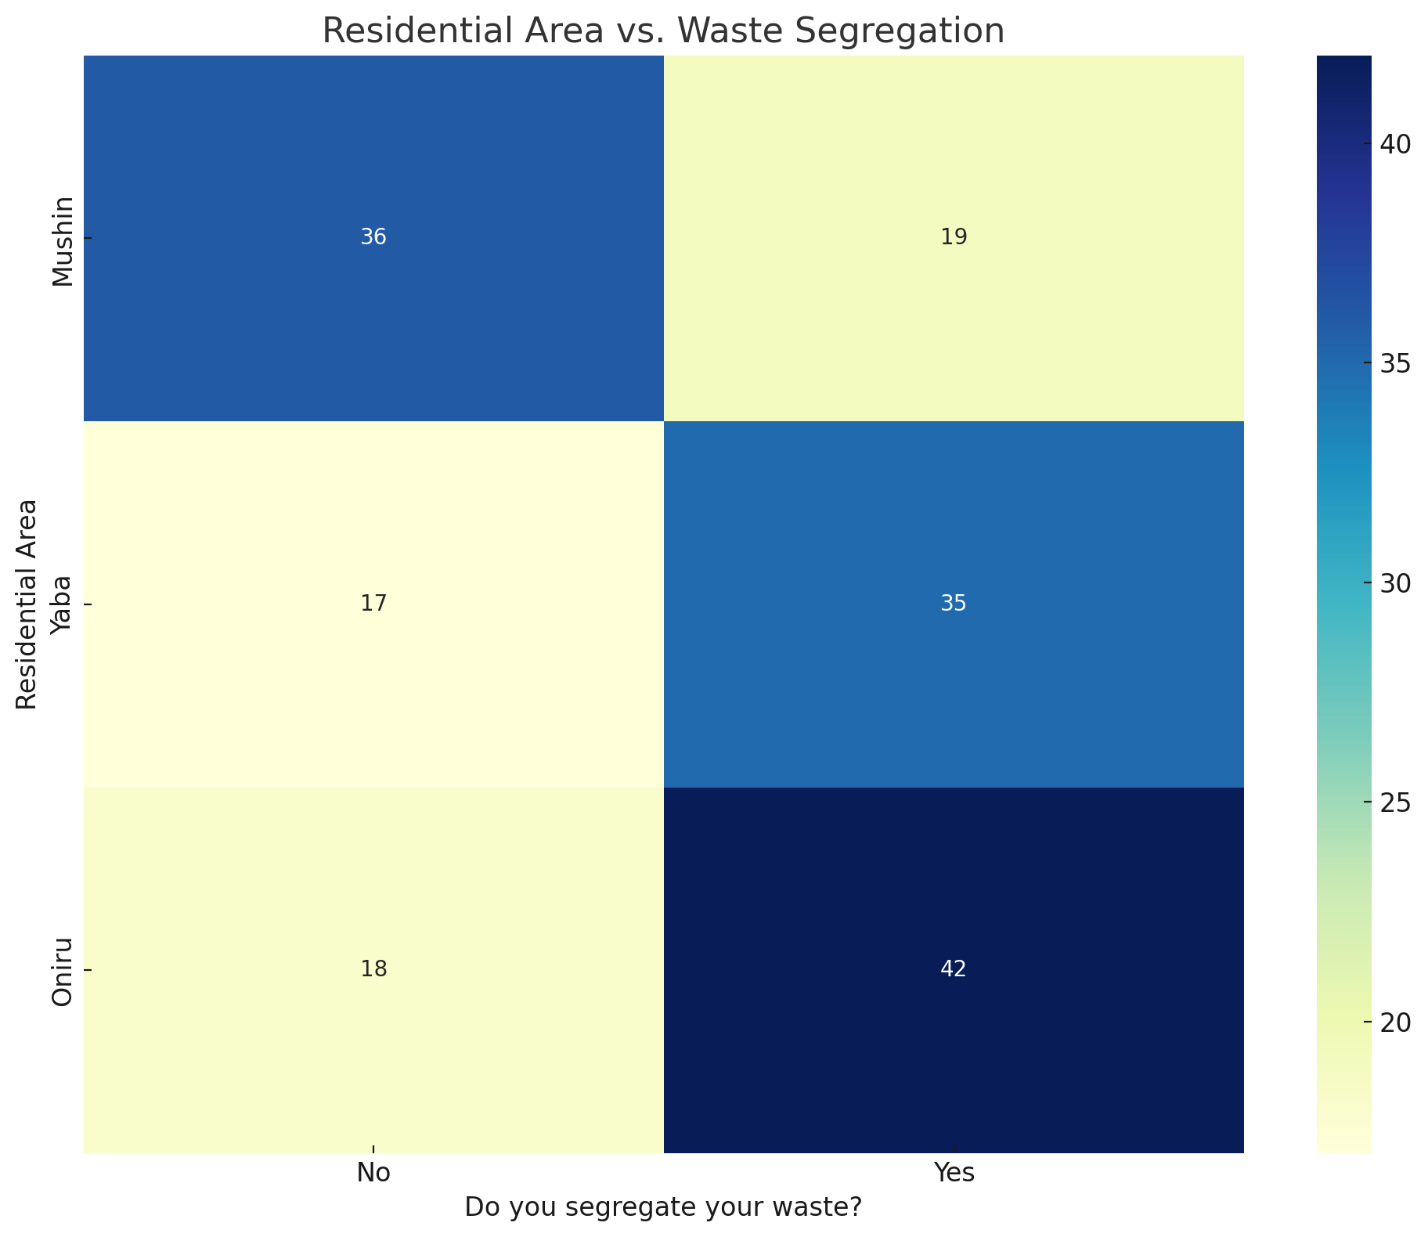 Residential Area vs. Waste Segregation
Residential Area
Mushin
36
19
Yaba
17
35
Oniru
18
42
No
Yes
Do you segregate your waste?
40
35
30
25
20